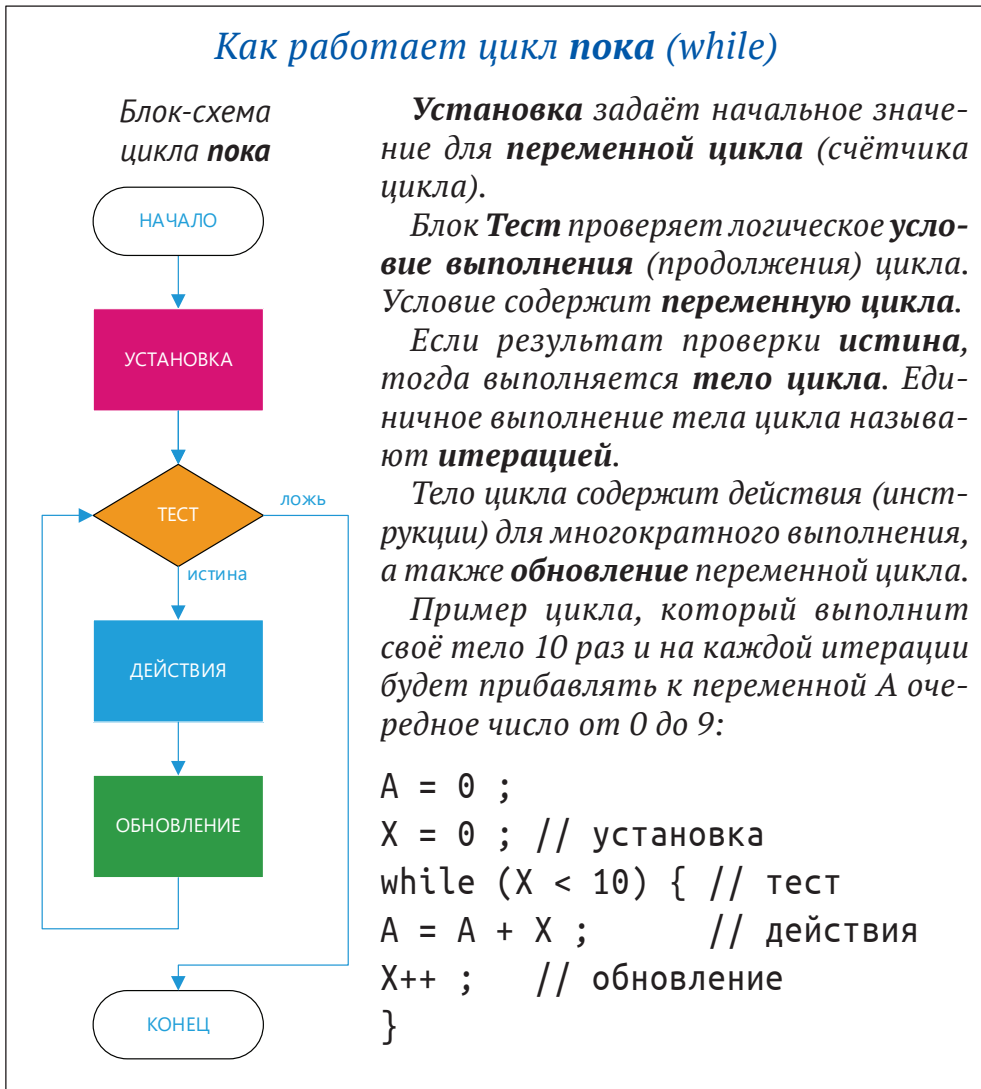 Как работает цикл пока (while)
Блок-схема
цикла пока
НАЧАЛО
УСТАНОВКА
ТЕСТ
ложь
истина
ДЕЙСТВИЯ
ОБНОВЛЕНИЕ
КОНЕЦ
Установка задаёт начальное значе-
ние для переменной цикла (счётчика
цикла).
Блок Тест проверяет логическое усло-
вие выполнения (продолжения) цикла.
Условие содержит переменную цикла.
Если результат проверки истина,
тогда выполняется тело цикла. Еди-
ничное выполнение тела цикла называ-
ют итерацией.
Тело цикла содержит действия (инст-
рукции) для многократного выполнения,
а также обновление переменной цикла.
Пример цикла, который выполнит
своё тело 10 раз и на каждой итерации
будет прибавлять к переменной А оче-
редное число от 0 до 9:
A = 0 ;
X = 0 ; // установка
while (X < 10) { // тест
A = A + X ; // действия
X++ ; // обновление
}